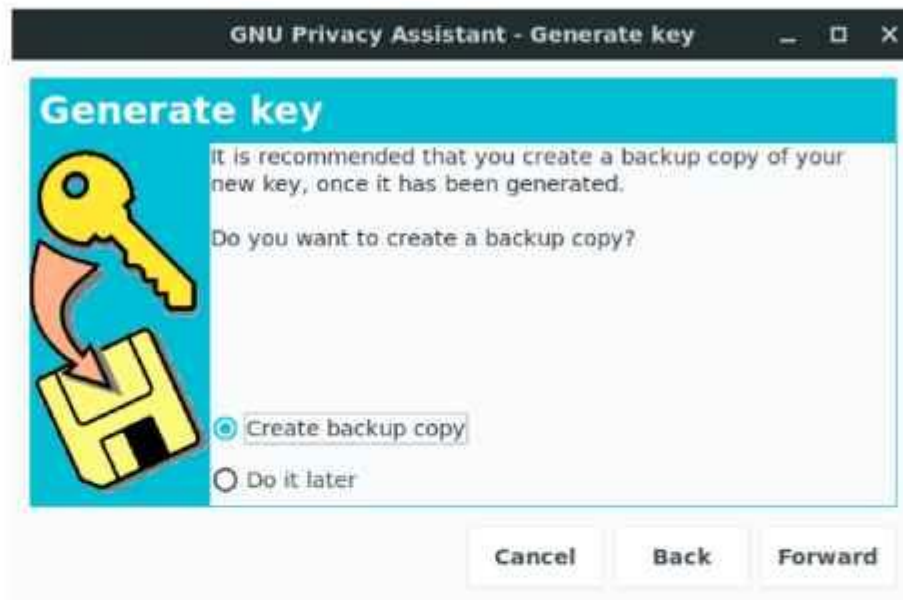 GNU Privacy Assistant - Generate key
Generate key
It is recommended that you create a backup copy of your
new key, once it has been generated.
Do you want to create a backup copy?
Create backup copy
Do it later
Cancel Back Forward